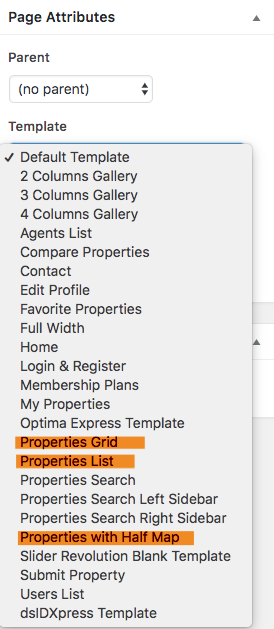 Page Attributes
Parent
(no parent)
Template
Default Template
2 Columns Gallery
3 Columns Gallery
4 Columns Gallery
Agents List
Compare Properties
Contact
Edit Profile
Favorite Properties
Full Width
Home
Login & Register
Membership Plans
My Properties
Optima Express Template
Properties Grid
Properties List
Properties Search
Properties Search Left Sidebar
Properties Search Right Sidebar
Properties with Half Map
Slider Revolution Blank Template
Submit Property
Users List
dsIDXpress Template